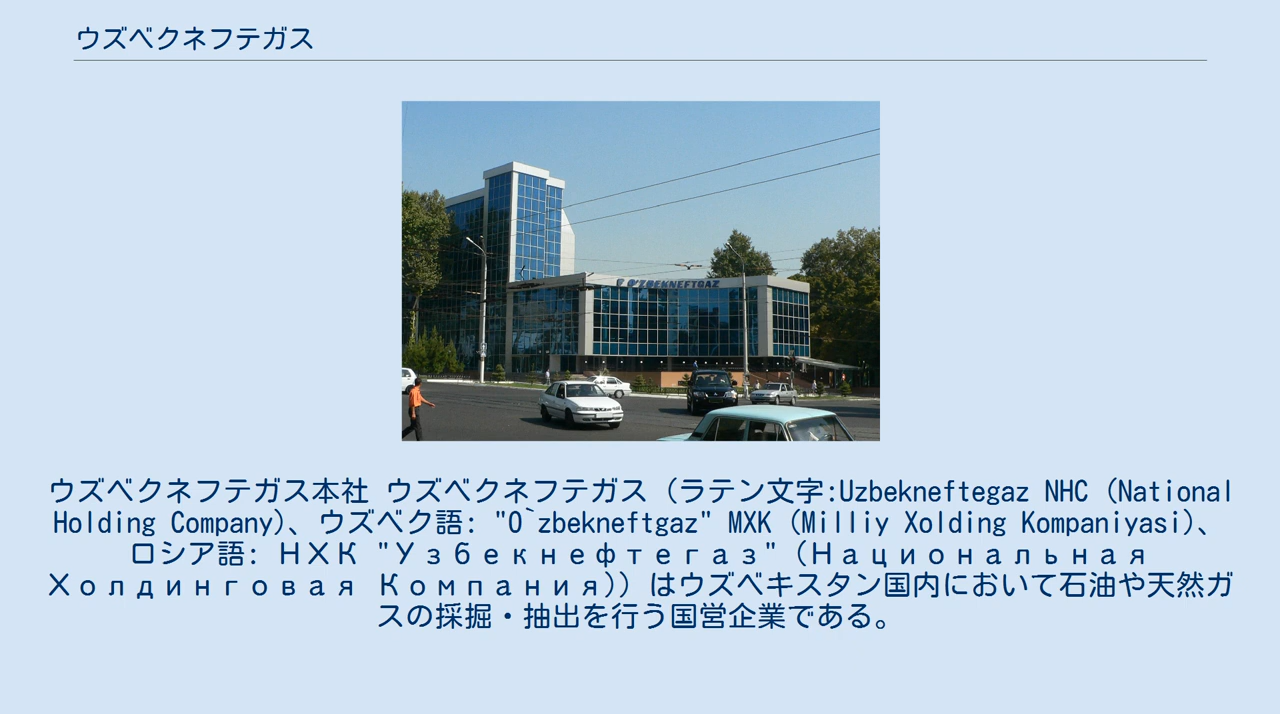 ウズベクネフテガス
O'ZBEKNEFTGAZ
ウズベクネフテガス本社 ウズベクネフテガス（ラテン文字:Uzbekneftegaz NHC (National
Holding Company)、ウズベク語: "O`zbekneftgaz" MXK (Milliy Xolding Kompaniyasi)、
ロシア語: НХК "Узбекнефтегаз"（Национальная
Холдинговая Компания)）はウズベキスタン国内において石油や天然ガ
スの採掘・抽出を行う国営企業である。